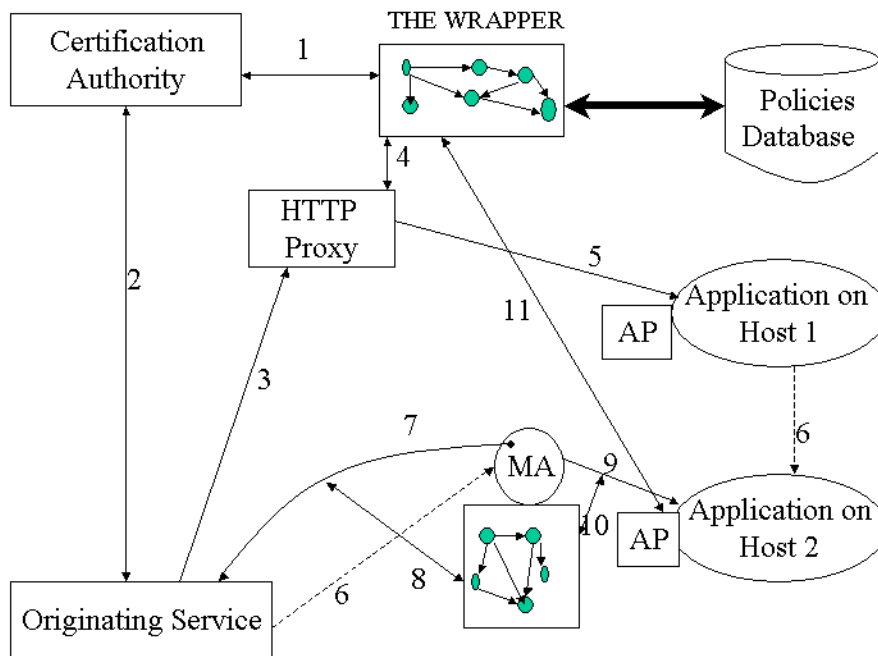 THE WRAPPER
Certification
Authority
1
Policies
Database
4
HTTP
Proxy
2
5
11
Application on
Host 1
AP
3
6
7
MA
9
10
AP
Application on
Host 2
8
6
Originating Service